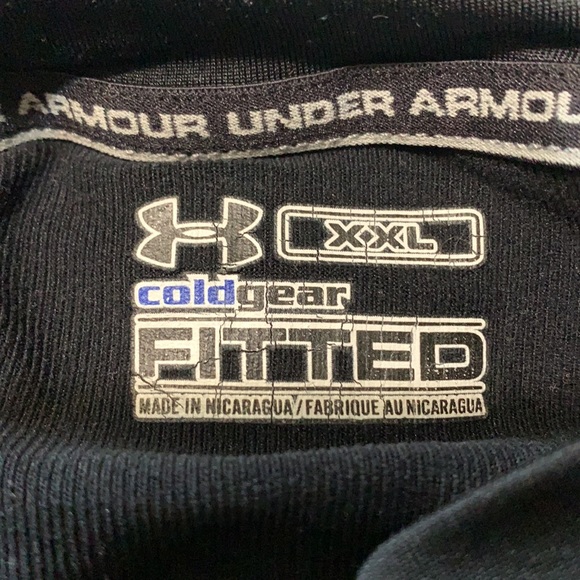 ARMOUR UNDER ARMOU
XXL
coldgear
FITTED
MADE IN NICARAGUA/FABRIQUE AU NICARAGUA